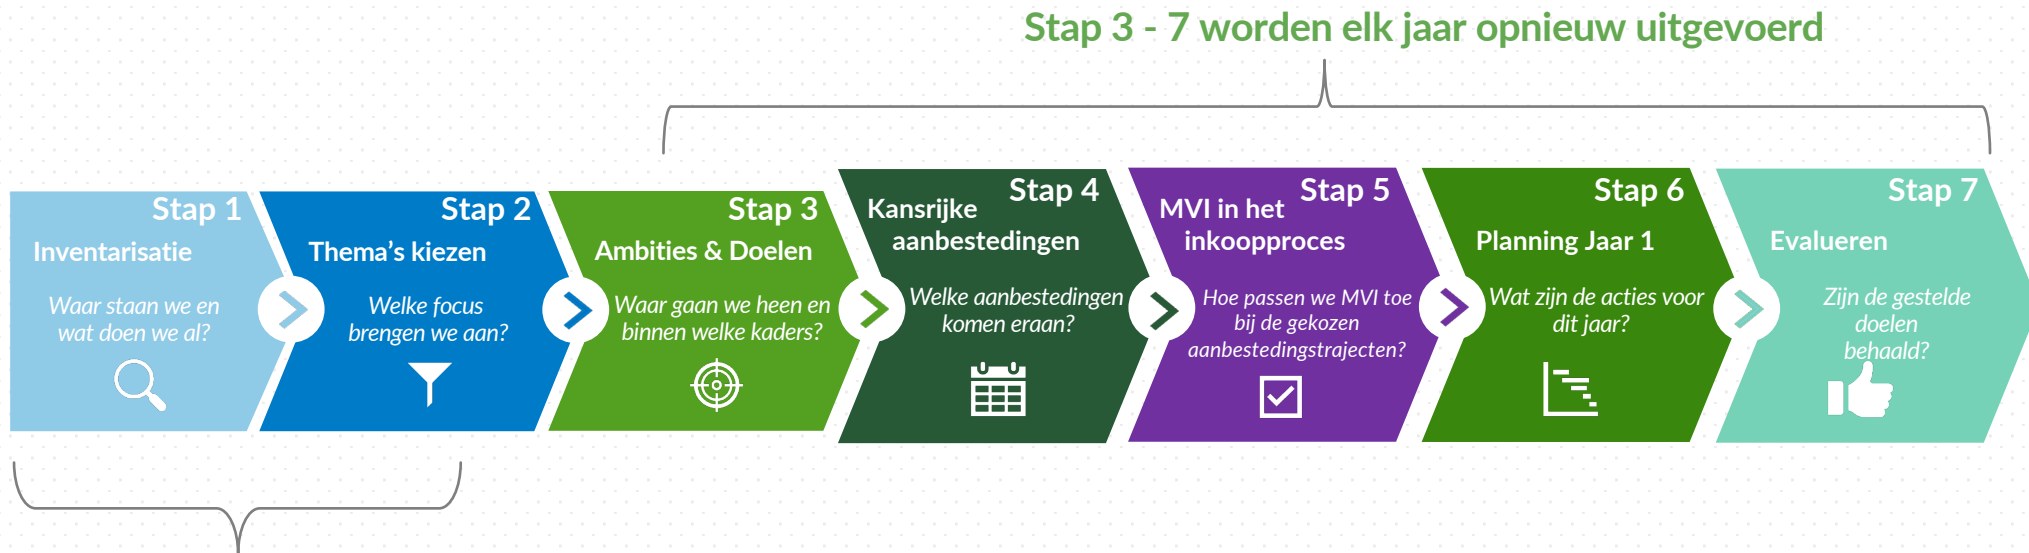 Stap 3 - 7 worden elk jaar opnieuw uitgevoerd
Stap 1
Inventarisatie
Waar staan we en
wat doen we al?
Stap 2
Thema's kiezen
Welke focus
brengen we aan?
Stap 3
Ambities & Doelen
Waar gaan we heen en
binnen welke kaders?
Stap 4
Kansrijke
aanbestedingen
Welke aanbestedingen
komen eraan?
Stap 5
MVI in het
inkoopproces
Hoe passen we MVI toe
bij de gekozen
aanbestedingstrajecten?
Stap 6
Planning Jaar 1
Wat zijn de acties voor
dit jaar?
Stap 7
Evalueren
Zijn de gestelde
doelen
behaald?